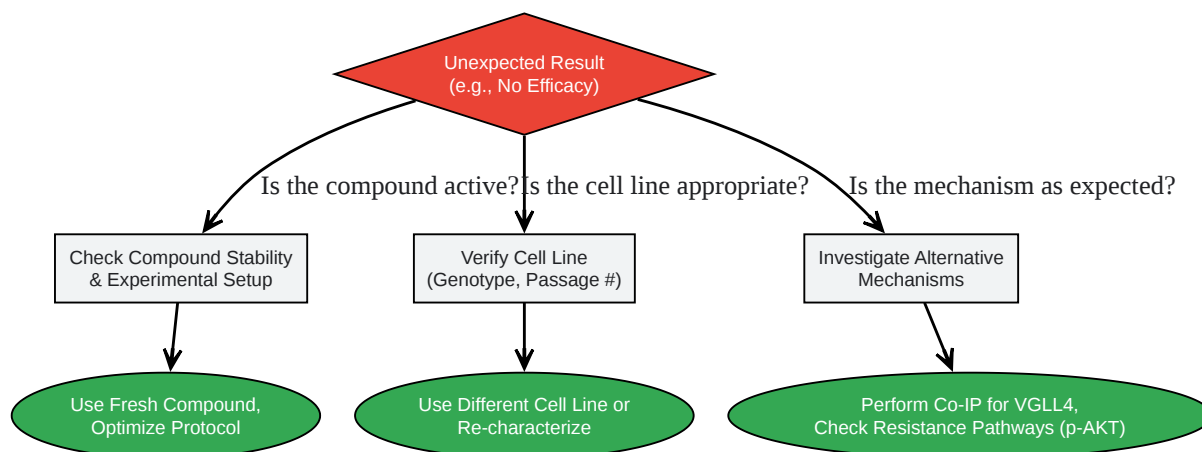 Unexpected Result
(e.g., No Efficacy)
Is the compound active?
Is the cell line appropriate?
Is the mechanism as expected?
Check Compound Stability
& Experimental Setup
Verify Cell Line
(Genotype, Passage #)
Investigate Alternative
Mechanisms
Use Fresh Compound,
Optimize Protocol
Use Different Cell Line or
Re-characterize
Perform Co-IP for VGLL4,
Check Resistance Pathways (p-AKT)